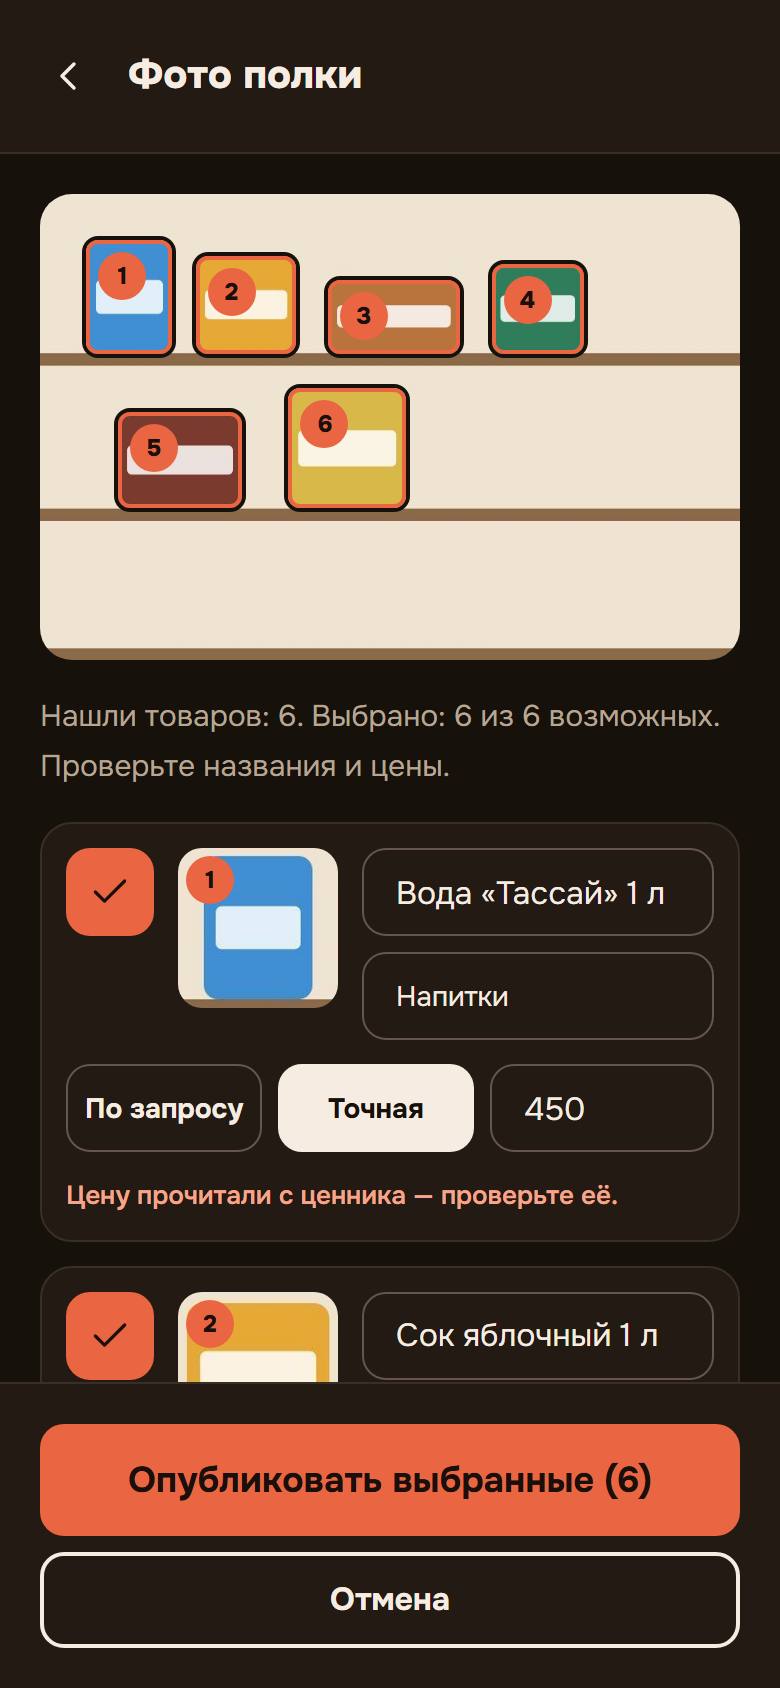 Фото полки
1
2
3
4
5
6
Нашли товаров: 6. Выбрано: 6 из 6 возможных.
Проверьте названия и цены.
1
Вода «Тассай» 1 л
Напитки
По запросу
Точная
450
Цену прочитали с ценника — проверьте её.
2
Сок яблочный 1 л
Опубликовать выбранные (6)
Отмена